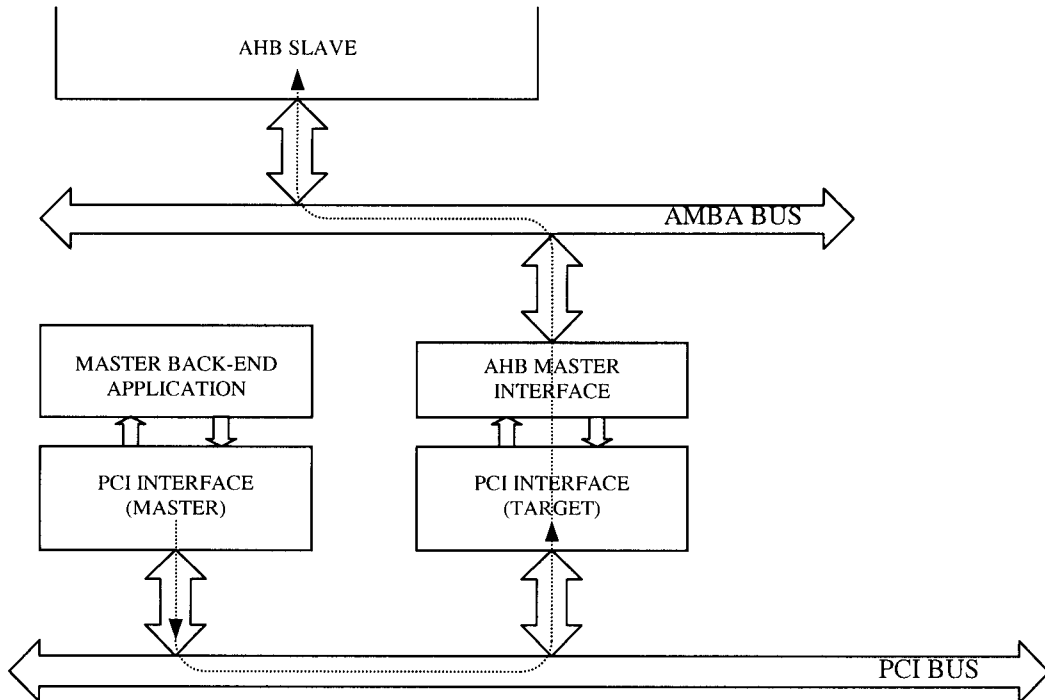 AHB SLAVE
AMBA BUS
MASTER BACK-END
APPLICATION
AHB MASTER
INTERFACE
PCI INTERFACE
(MASTER)
PCI INTERFACE
(TARGET)
PCI BUS